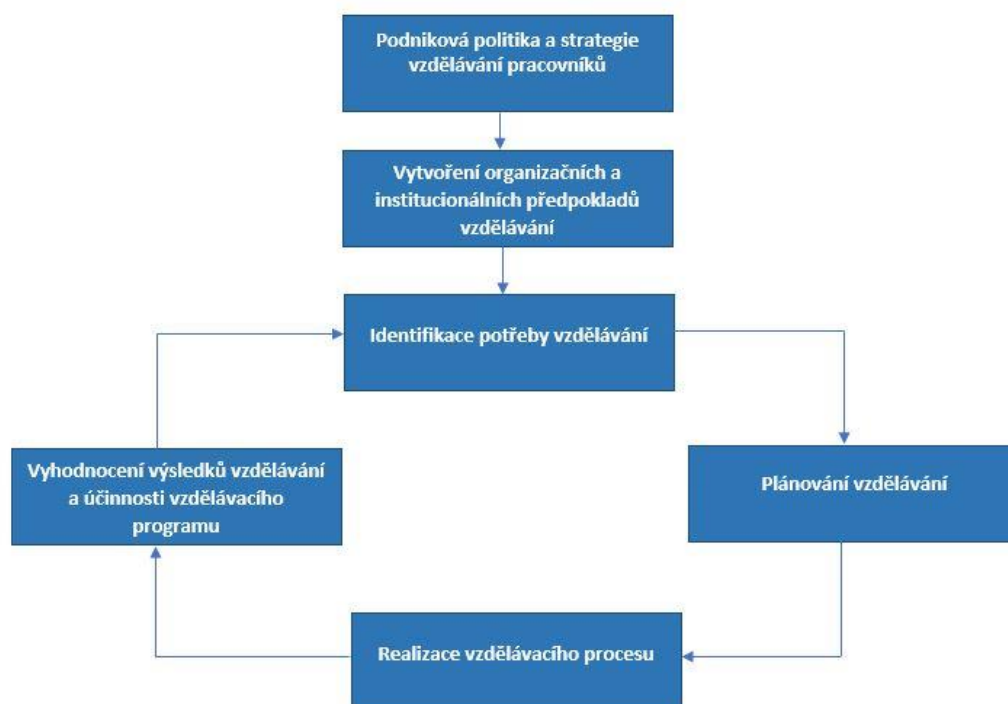 Podniková politika a strategie
vzdělávání pracovníků
Vytvoření organizačních a
institucionálních předpokladů
vzdělávání
Identifikace potřeby vzdělávání
Vyhodnocení výsledků vzdělávání
a účinnosti vzdělávacího
programu
Plánování vzdělávání
Realizace vzdělávacího procesu